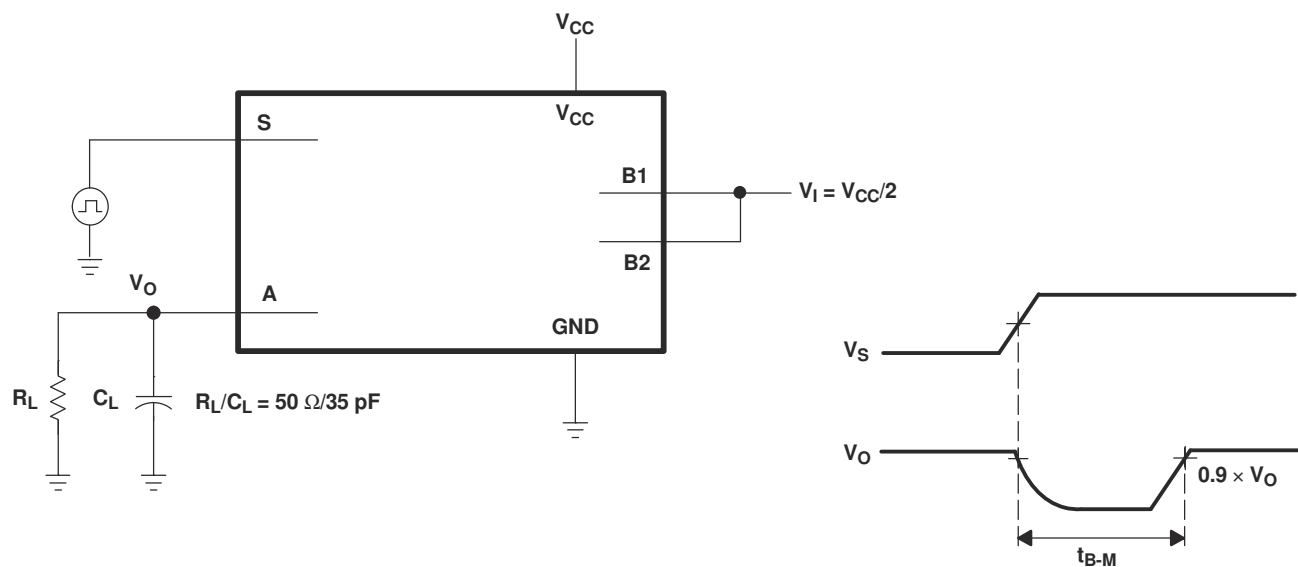 VCC
VCC
S
B1
VI = VCC/2
B2
VO
A
GND
RL
CL
RL/CL = 50 Ω/35 pF
VS
VO
0.9 × VO
tB-M